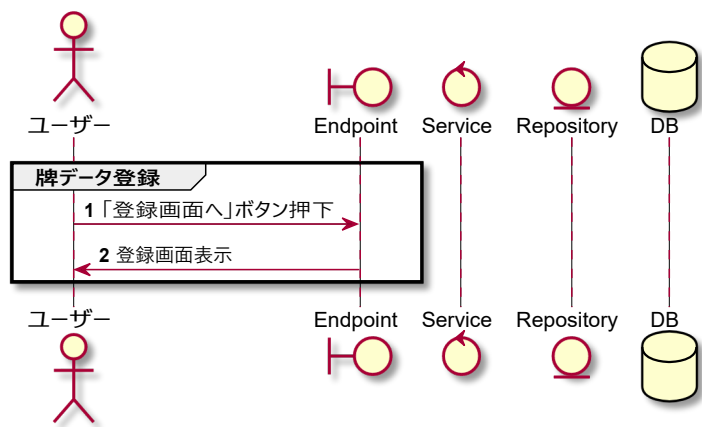 ユーザー Endpoint Service Repository DB
牌データ登録
1 「登録画面へ」ボタン押下
2 登録画面表示
ユーザー Endpoint Service Repository DB